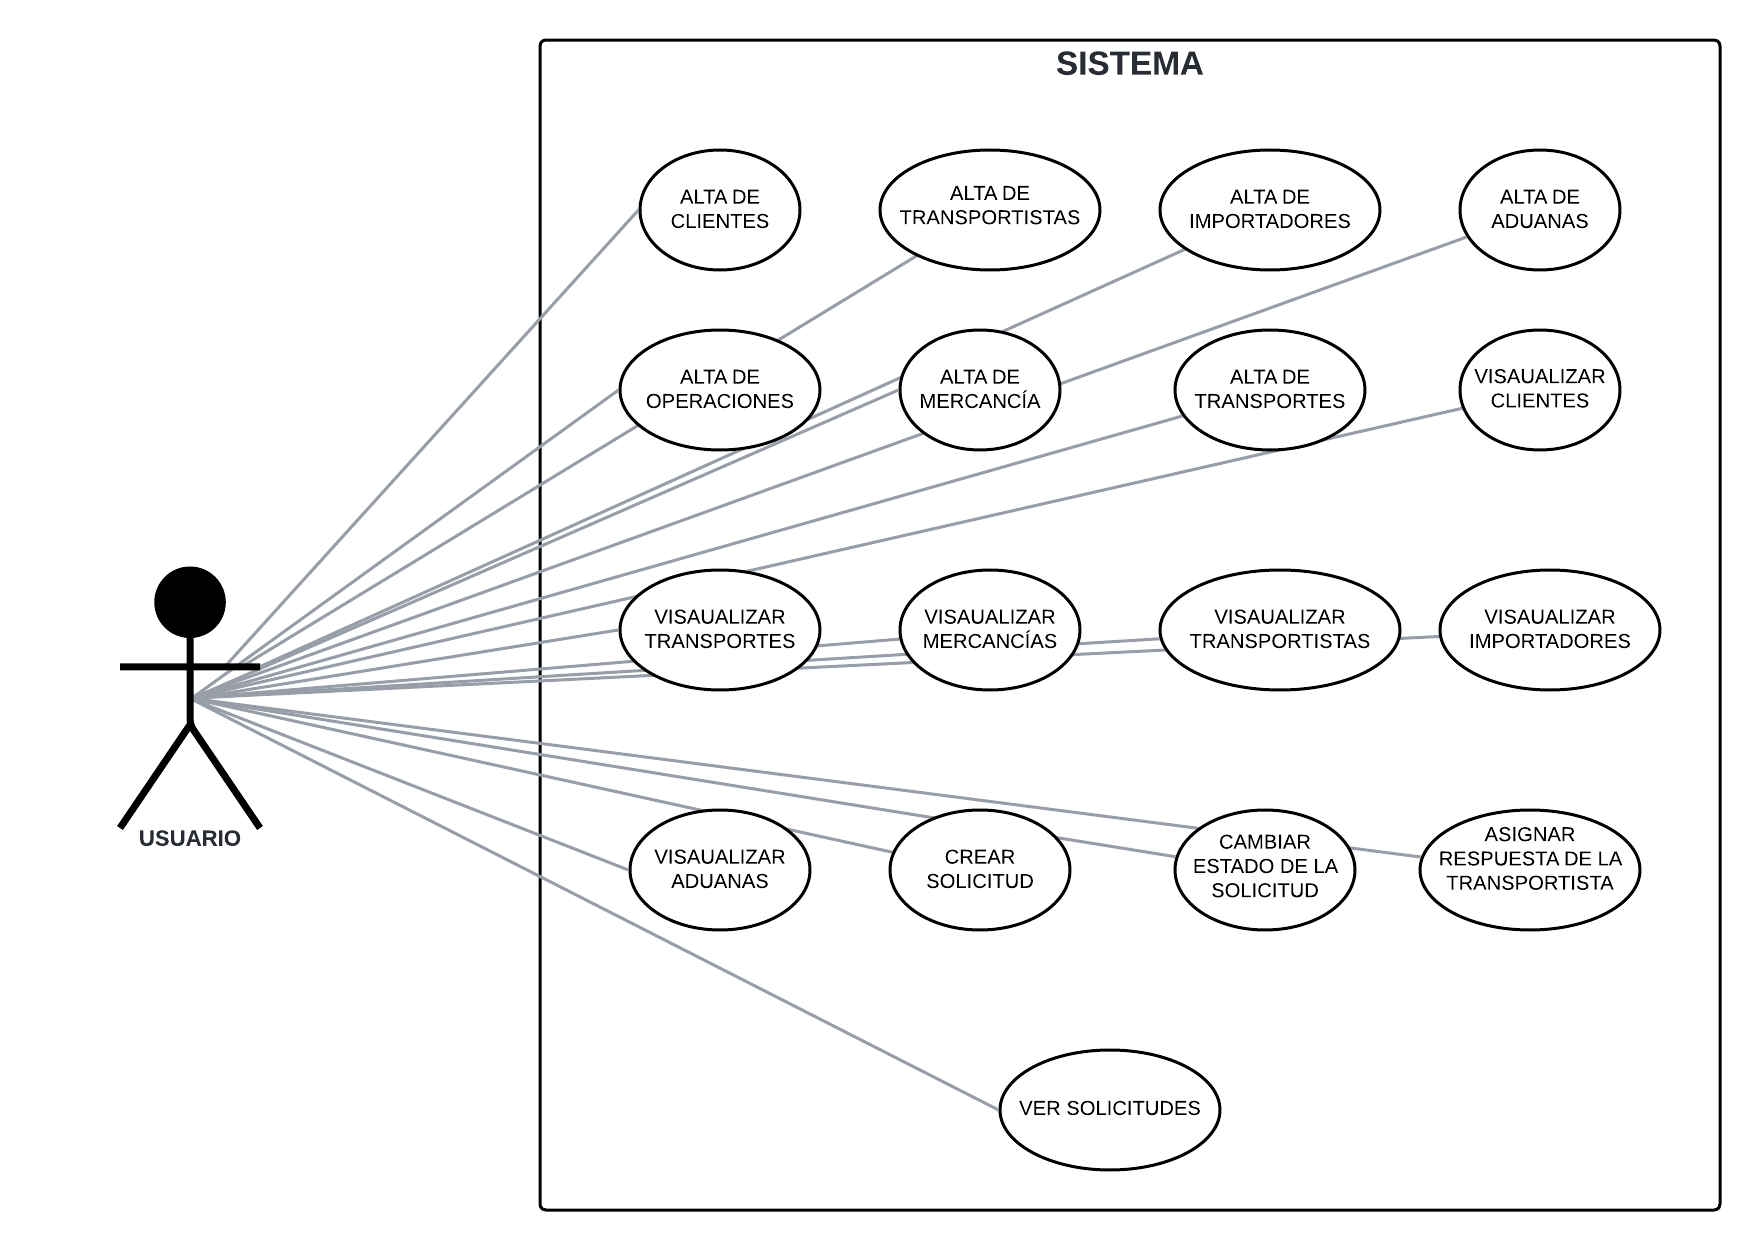 SISTEMA
ALTA DE
CLIENTES
ALTA DE
TRANSPORTISTAS
ALTA DE
IMPORTADORES
ALTA DE
ADUANAS
ALTA DE
OPERACIONES
ALTA DE
MERCANCÍA
ALTA DE
TRANSPORTES
VISAUALIZAR
CLIENTES
VISAUALIZAR
TRANSPORTES
VISAUALIZAR
MERCANCÍAS
VISAUALIZAR
TRANSPORTISTAS
VISAUALIZAR
IMPORTADORES
USUARIO
VISAUALIZAR
ADUANAS
CREAR
SOLICITUD
CAMBIAR
ESTADO DE LA
SOLICITUD
ASIGNAR
RESPUESTA DE LA
TRANSPORTISTA
VER SOLICITUDES